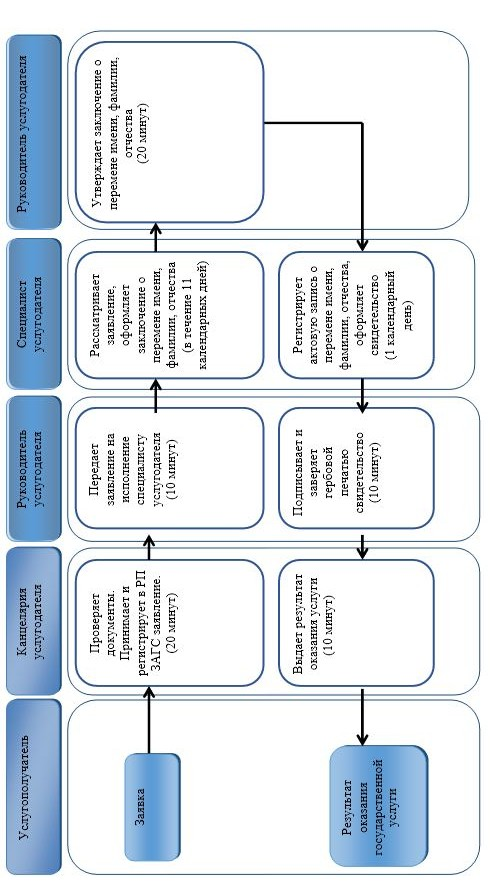 Услугополучатель
Канцелярия
услугодателя
Руководитель
услугодателя
Специалист
услугодателя
Руководитель услугодателя
Заявка
Проверяет
документы.
Принимает и
регистрирует в РП
ЗАГС заявление.
(20 минут)
Передает
заявление на
исполнение
специалисту
услугодателя
(10 минут)
Рассматривает
заявление,
оформляет
заключение о
перемене имени,
фамилии, отчества
(в течение 11
календарных дней)
Утверждает заключение о
перемене имени, фамилии,
отчества
(20 минут)
Результат
оказания
государственной
услуги
Выдает результат
оказания услуги
(10 минут)
Подписывает и
заверяет
гербовой
печатью
свидетельство
(10 минут)
Регистрирует
актовую запись о
перемене имени,
фамилии, отчества,
оформляет
свидетельство
(1 календарный
день)